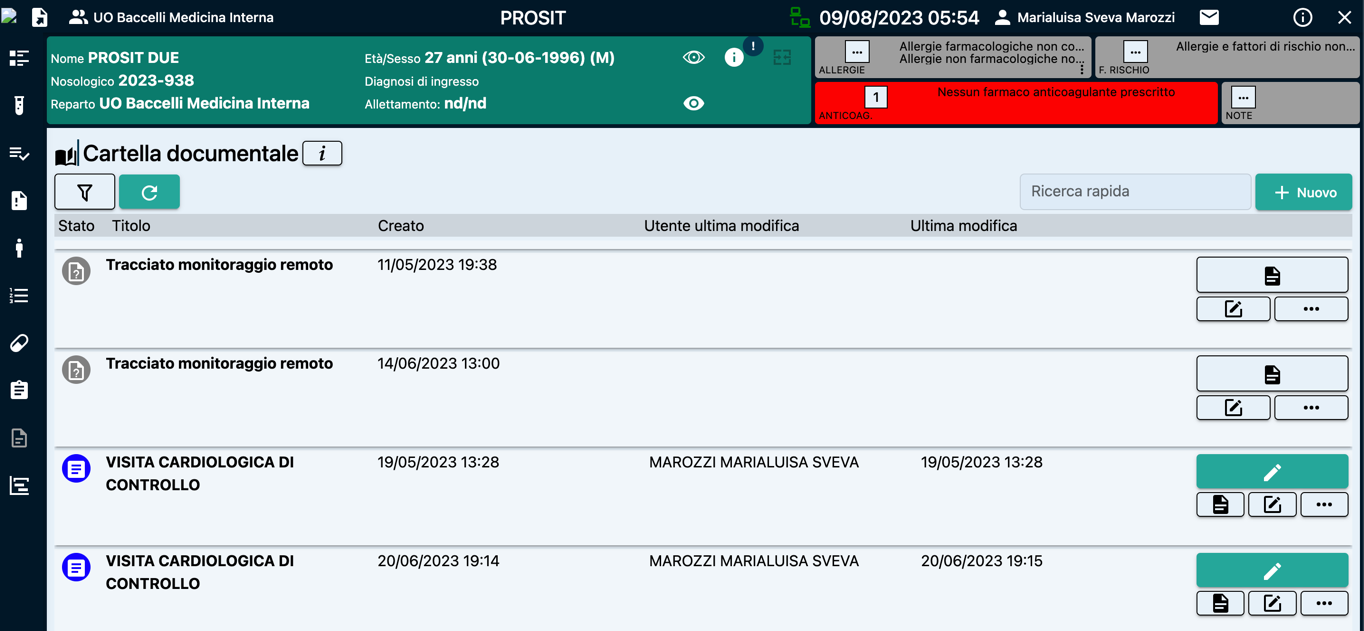 UO Baccelli Medicina Interna
PROSIT
09/08/2023 05:54
Marialuisa Sveva Marozzi
Nome PROSIT DUE
Nosologico 2023-938
Reparto UO Baccelli Medicina Interna
Età/Sesso 27 anni (30-06-1996) (M)
Diagnosi di ingresso
Allettamento: nd/nd
!
...
Allergie farmacologiche non co...
Allergie non farmacologiche no...
ALLERGIE
...
Allergie e fattori di rischio non...
F. RISCHIO
1
Nessun farmaco anticoagulante prescritto
ANTICOAG.
...
NOTE
Cartella documentale i
Ricerca rapida
+ Nuovo
Stato Titolo Creato Utente ultima modifica Ultima modifica
Tracciato monitoraggio remoto 11/05/2023 19:38
...
Tracciato monitoraggio remoto 14/06/2023 13:00
...
VISITA CARDIOLOGICA DI 19/05/2023 13:28 MAROZZI MARIALUISA SVEVA 19/05/2023 13:28
CONTROLLO
...
VISITA CARDIOLOGICA DI 20/06/2023 19:14 MAROZZI MARIALUISA SVEVA 20/06/2023 19:15
CONTROLLO
...